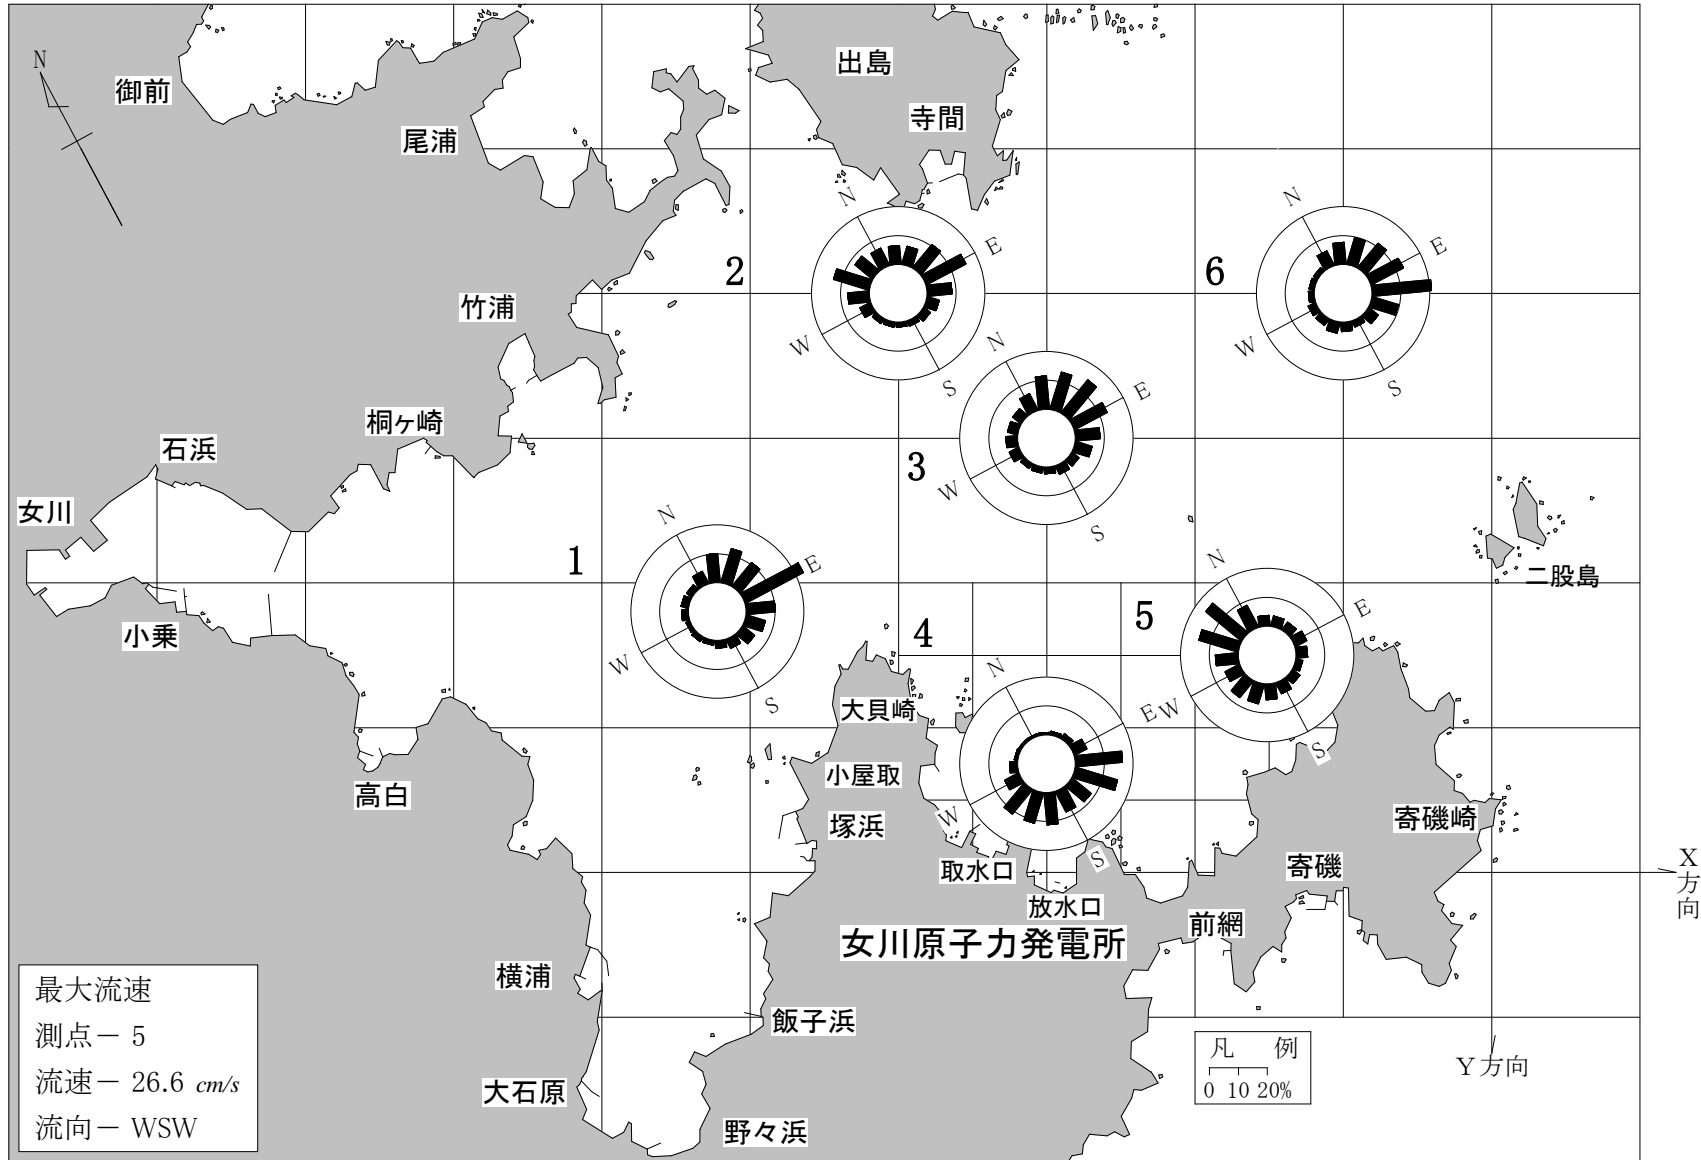 N
御前
尾浦
出島
寺間
N
E
2
W
S
N
E
6
W
S
竹浦
N
E
3
W
S
桐ヶ崎
石浜
女川
小乗
1
N
E
W
S
二股島
5
N
E
W
S
4
N
E
W
S
大貝崎
小屋取
塚浜
高白
取水口
放水口
女川原子力発電所
前網
寄磯
寄磯崎
X方向
横浦
飯子浜
大石原
野々浜
Y方向
凡 例
0 10 20%
最大流速
測点－ 5
流速－ 26.6 cm/s
流向－ WSW